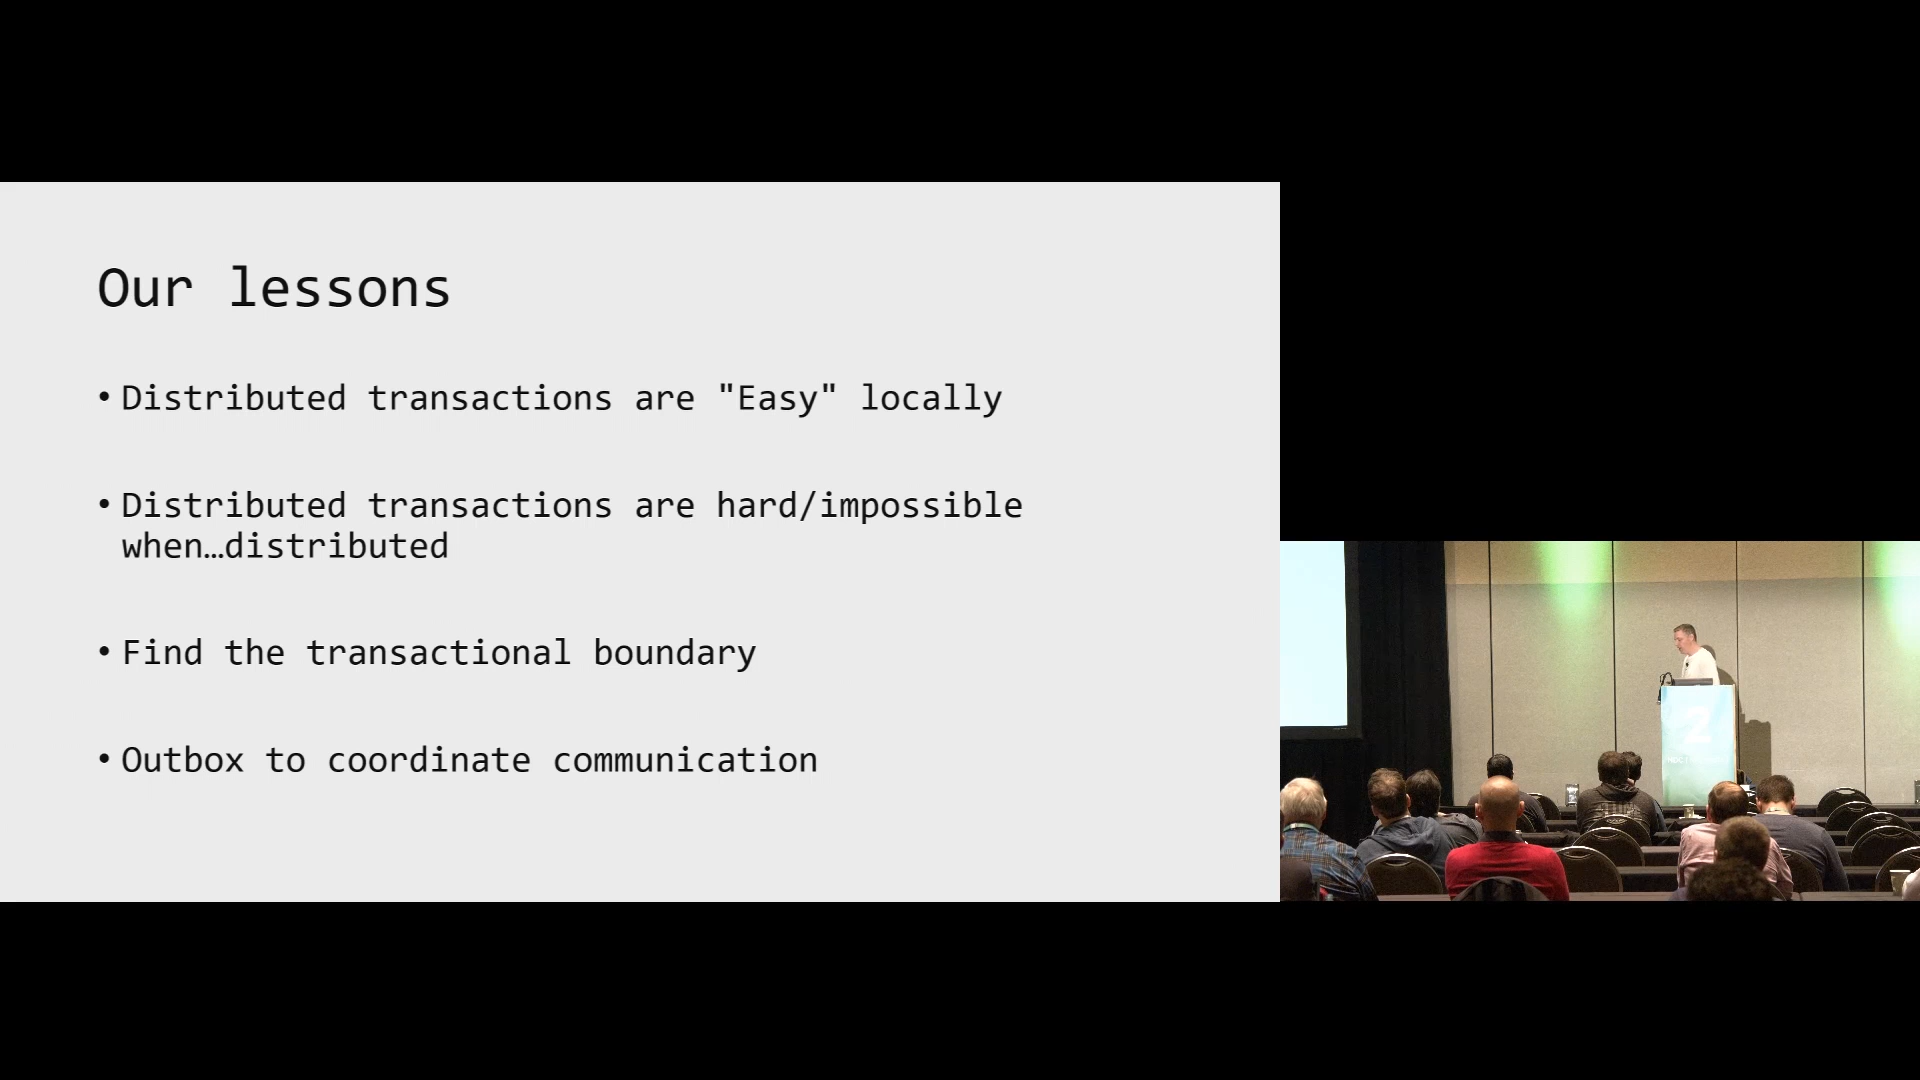 Our lessons
• Distributed transactions are "Easy" locally
• Distributed transactions are hard/impossible
when…distributed
• Find the transactional boundary
• Outbox to coordinate communication